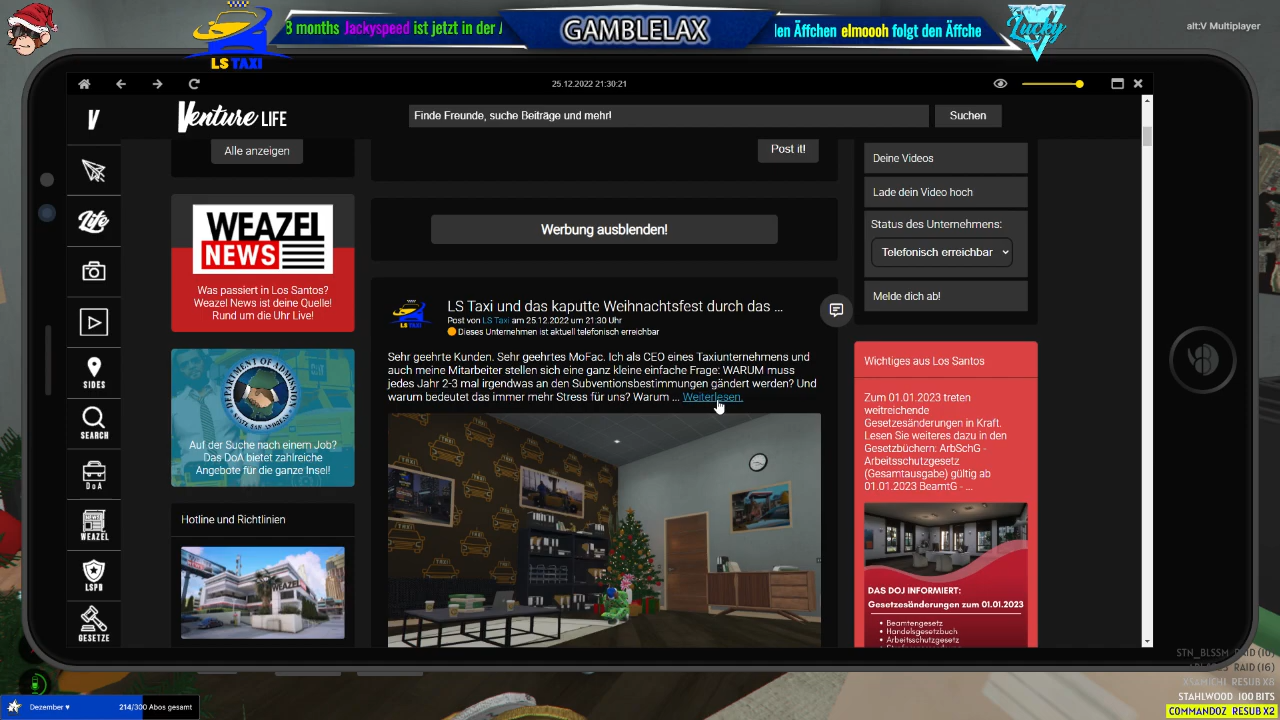 3 months Jackyspeed ist jetzt in der
GAMBLELAX
den Äffchen elmoooh folgt den Äffche
Lucky
alt:V Multiplayer
LS TAXI
25.12.2022 21:30:21
V
Venture LIFE
Finde Freunde, suche Beiträge und mehr!
Suchen
Alle anzeigen
Post it!
Deine Videos
Lade dein Video hoch
Status des Unternehmens:
Telefonisch erreichbar
Melde dich ab!
Life
SIDES
SEARCH
DoA
WEAZEL
LSPD
GESETZE
WEAZEL
NEWS
Was passiert in Los Santos?
Weazel News ist deine Quelle!
Rund um die Uhr Live!
Auf der Suche nach einem Job?
Das DoA bietet zahlreiche
Angebote für die ganze Insel!
Hotline und Richtlinien
WEAZEL
Werbung ausblenden!
LS Taxi und das kaputte Weihnachtsfest durch das ...
Post von LS Taxi am 25.12.2022 um 21:30 Uhr
Dieses Unternehmen ist aktuell telefonisch erreichbar
Sehr geehrte Kunden. Sehr geehrtes MoFac. Ich als CEO eines Taxiunternehmens und
auch meine Mitarbeiter stellen sich eine ganz kleine einfache Frage: WARUM muss
jedes Jahr 2-3 mal irgendwas an den Subventionsbestimmungen gändert werden? Und
warum bedeutet das immer mehr Stress für uns? Warum ... Weiterlesen.
Wichtiges aus Los Santos
Zum 01.01.2023 treten
weitreichende
Gesetzesänderungen in Kraft.
Lesen Sie weiteres dazu in den
Gesetzbüchern: ArbSchG -
Arbeitsschutzgesetz
(Gesamtausgabe) gültig ab
01.01.2023 BeamtG - ...
DAS DOJ INFORMIERT:
Gesetzesänderungen zum 01.01.2023
• Beamtengesetz
• Handelsgesetzbuch
• Arbeitsschutzgesetz
STN_BLSSM RAID (10)
RAID (16)
RESUB X8
STAHLWOOD 100 BITS
COMMANDOZ RESUB X2
Dezember ♥
214/300 Abos gesamt